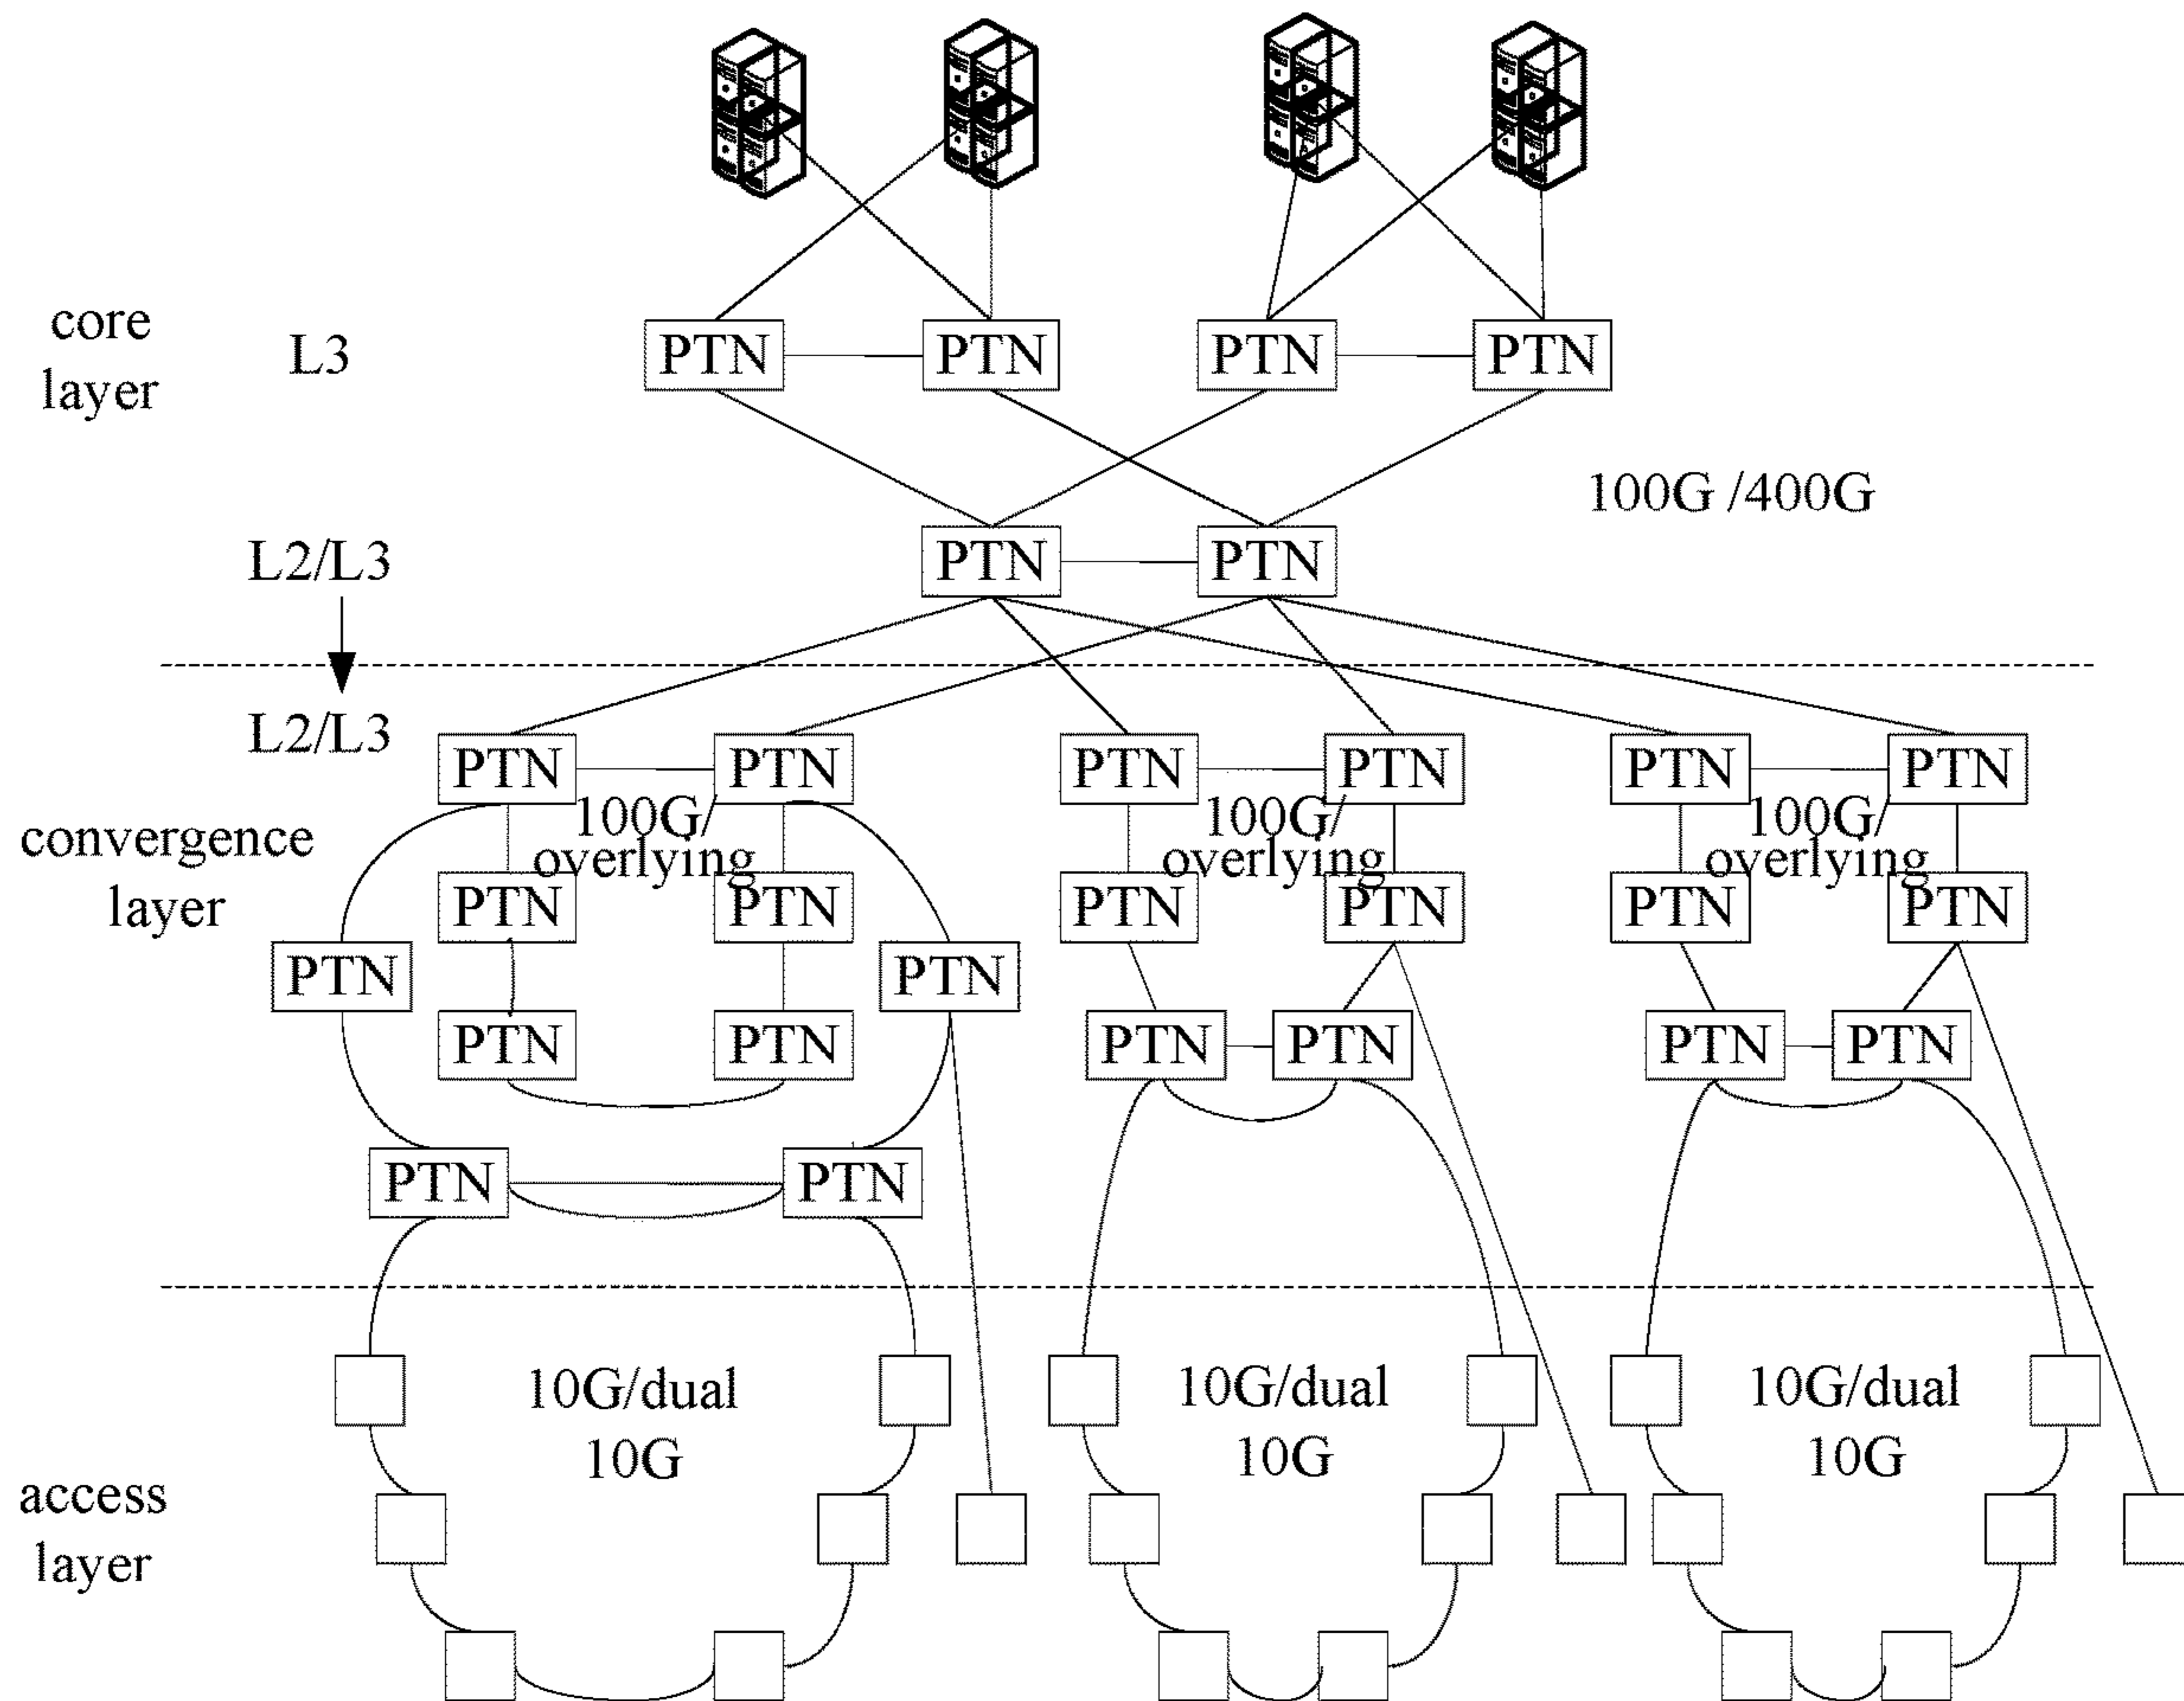 core
layer
L3
PTN PTN PTN PTN
100G /400G
L2/L3
PTN PTN
L2/L3
PTN PTN PTN PTN PTN PTN
convergence
layer
100G/
overlying
100G/
overlying
100G/
overlying
PTN PTN PTN PTN PTN PTN
PTN PTN
PTN PTN PTN PTN PTN PTN
PTN PTN
access
layer
10G/dual
10G
10G/dual
10G
10G/dual
10G